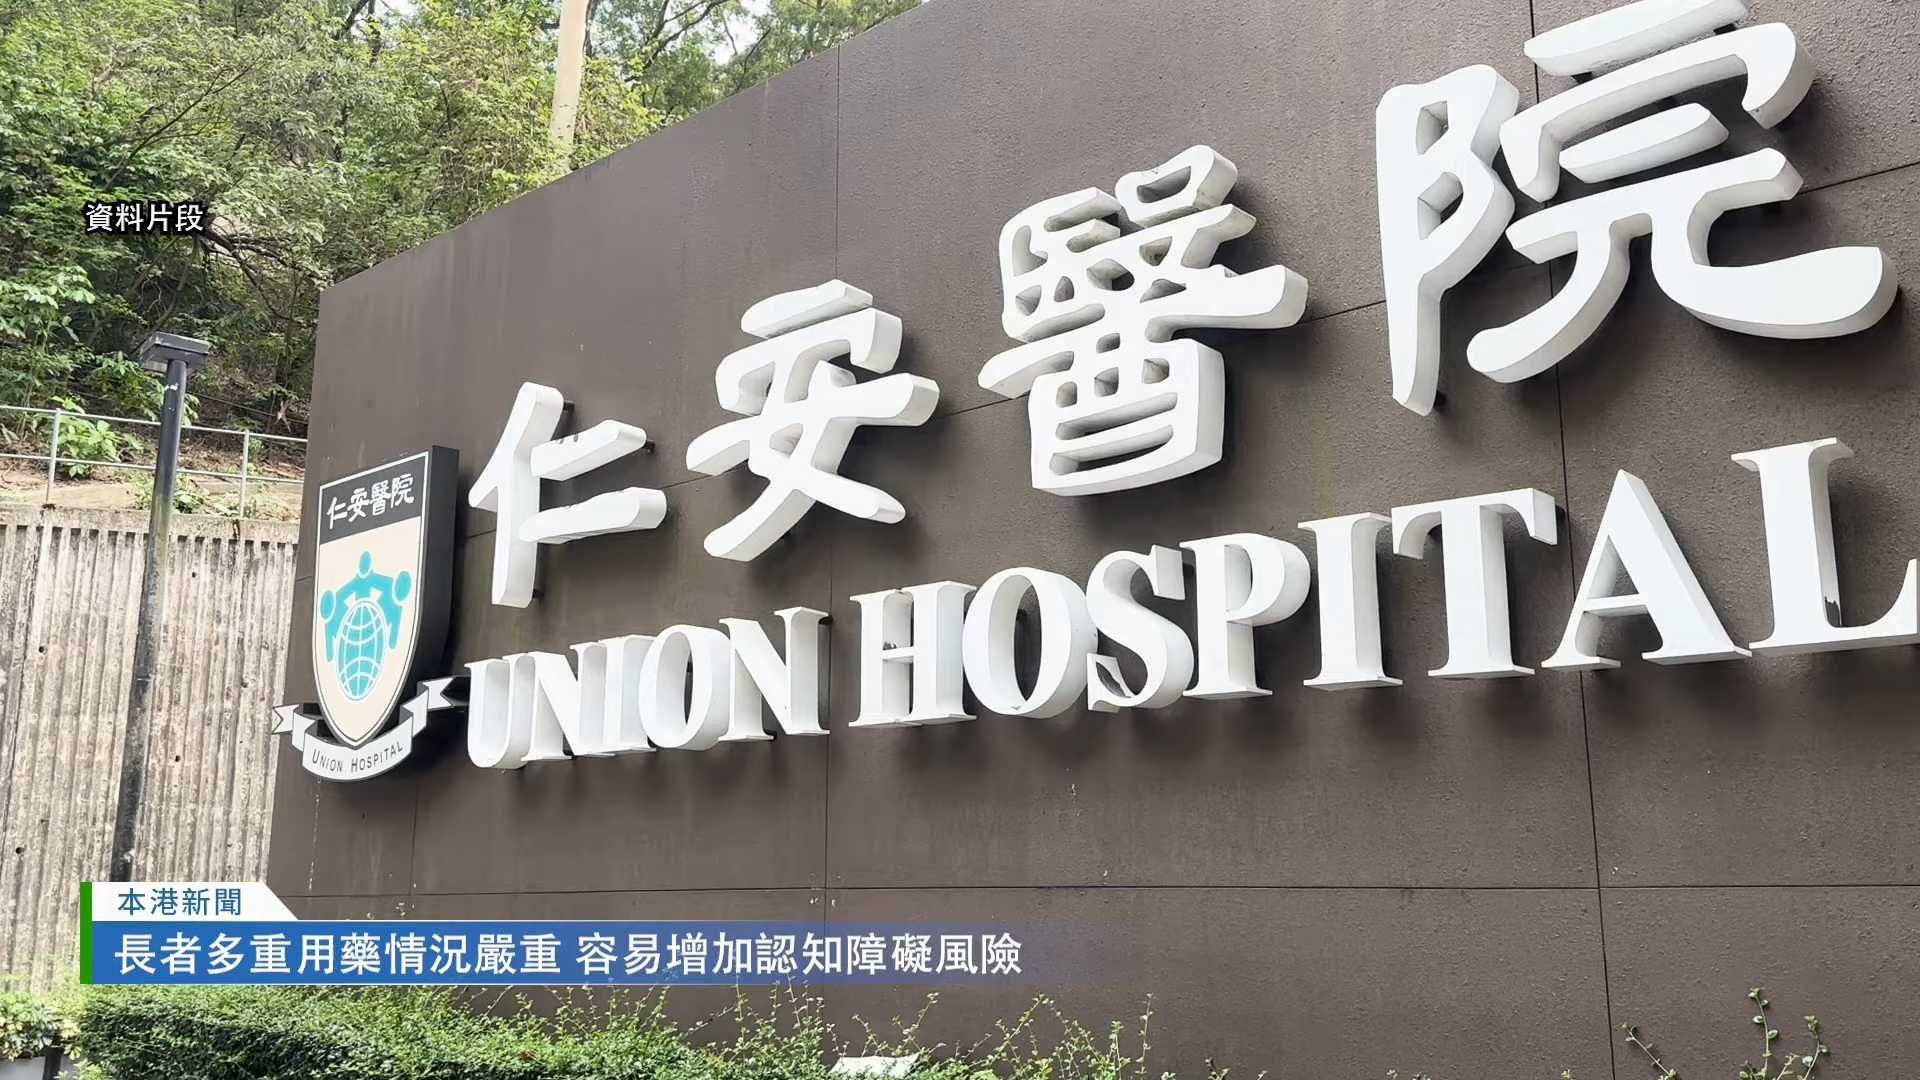 資料片段
仁安醫院
UNION HOSPITAL
仁安醫院
UNION HOSPITAL
本港新聞
長者多重用藥情況嚴重 容易增加認知障礙風險